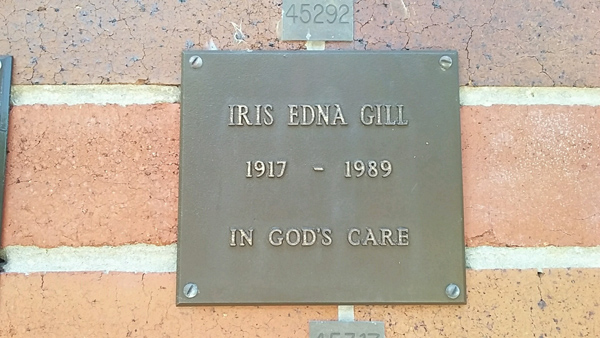 45292
IRIS EDNA GILL
1917 - 1989
IN GOD'S CARE